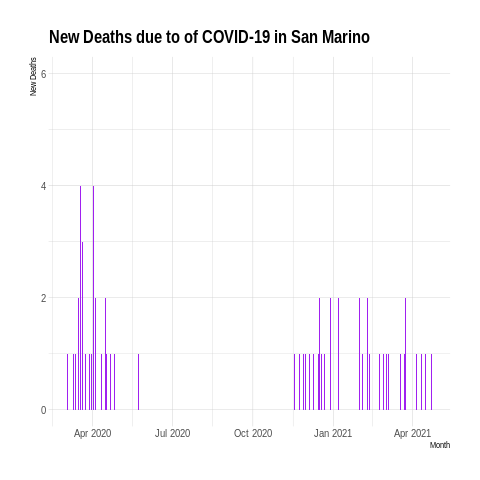 New Deaths due to of COVID-19 in San Marino
New Deaths
6
4
2
0
Apr 2020 Jul 2020 Oct 2020 Jan 2021 Apr 2021
Month